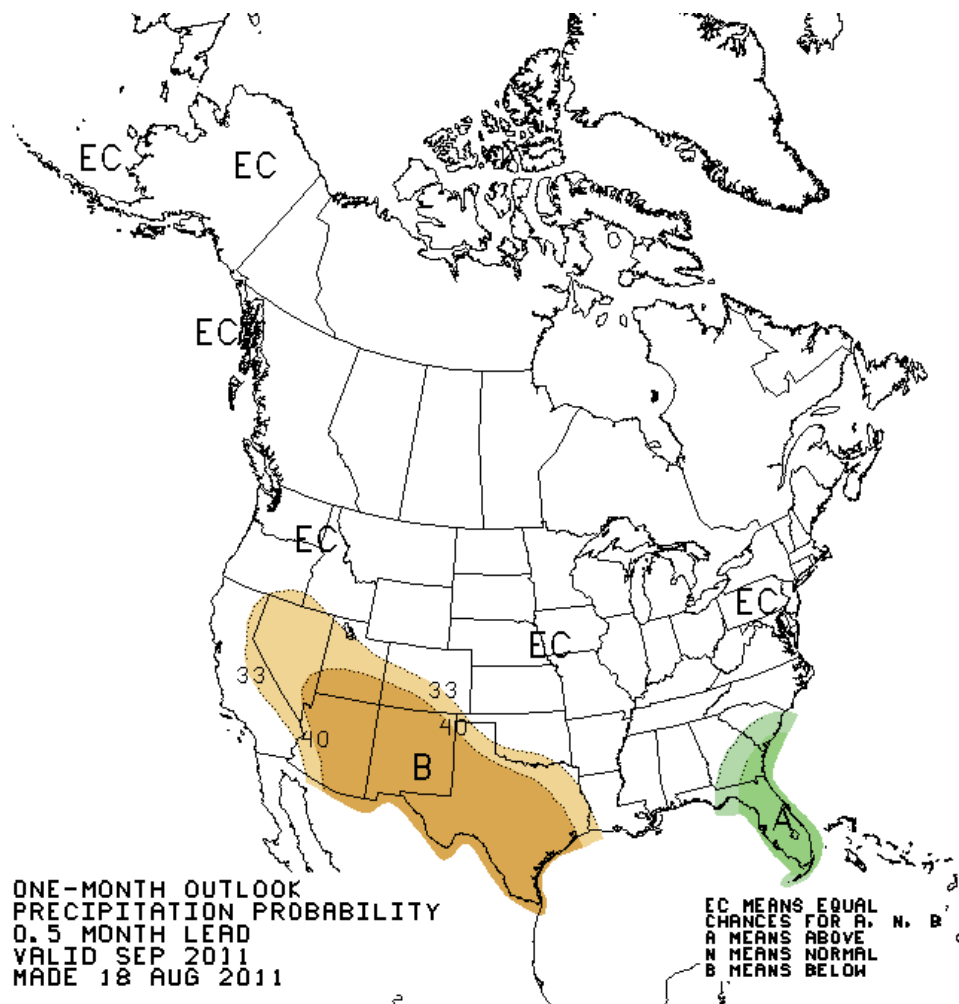 EC
EC
EC
EC
EC
EC
33
33
40
40
B
A
ONE-MONTH OUTLOOK
PRECIPITATION PROBABILITY
0.5 MONTH LEAD
VALID SEP 2011
MADE 18 AUG 2011
EC MEANS EQUAL
CHANCES FOR A, N, B
A MEANS ABOVE
N MEANS NORMAL
B MEANS BELOW